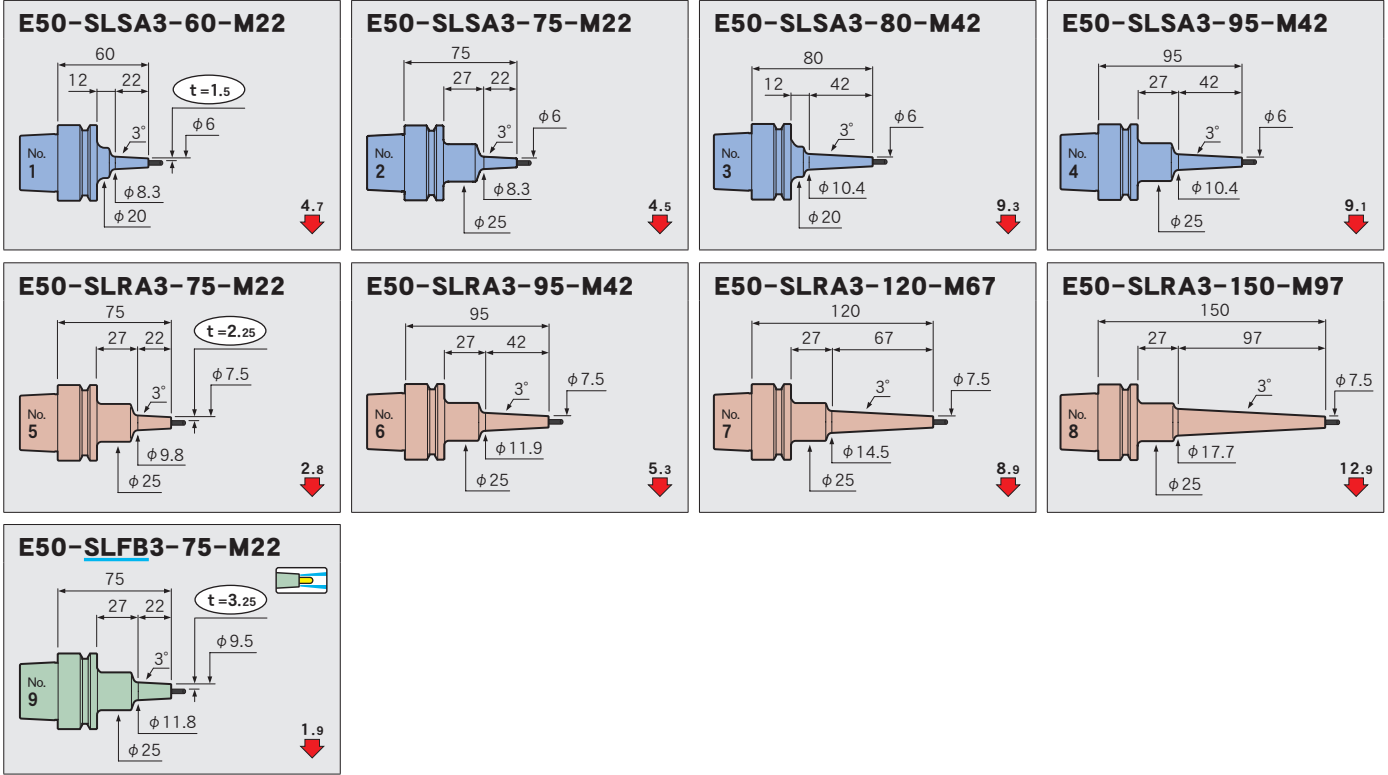 E50-SLSA3-60-M22
60
12 22
t=1.5
φ6
3°
No.
1
φ8.3
φ20
4.7
E50-SLSA3-75-M22
75
27 22
φ6
3°
No.
2
φ8.3
φ25
4.5
E50-SLSA3-80-M42
80
12 42
φ6
3°
No.
3
φ10.4
φ20
9.3
E50-SLSA3-95-M42
95
27 42
φ6
3°
No.
4
φ10.4
φ25
9.1
E50-SLRA3-75-M22
75
27 22
t=2.25
φ7.5
3°
No.
5
φ9.8
φ25
2.8
E50-SLRA3-95-M42
95
27 42
φ7.5
3°
No.
6
φ11.9
φ25
5.3
E50-SLRA3-120-M67
120
27 67
φ7.5
3°
No.
7
φ14.5
φ25
8.9
E50-SLRA3-150-M97
150
27 97
φ7.5
3°
No.
8
φ17.7
φ25
12.9
E50-SLFB3-75-M22
75
27 22
t=3.25
φ9.5
3°
No.
9
φ11.8
φ25
1.9